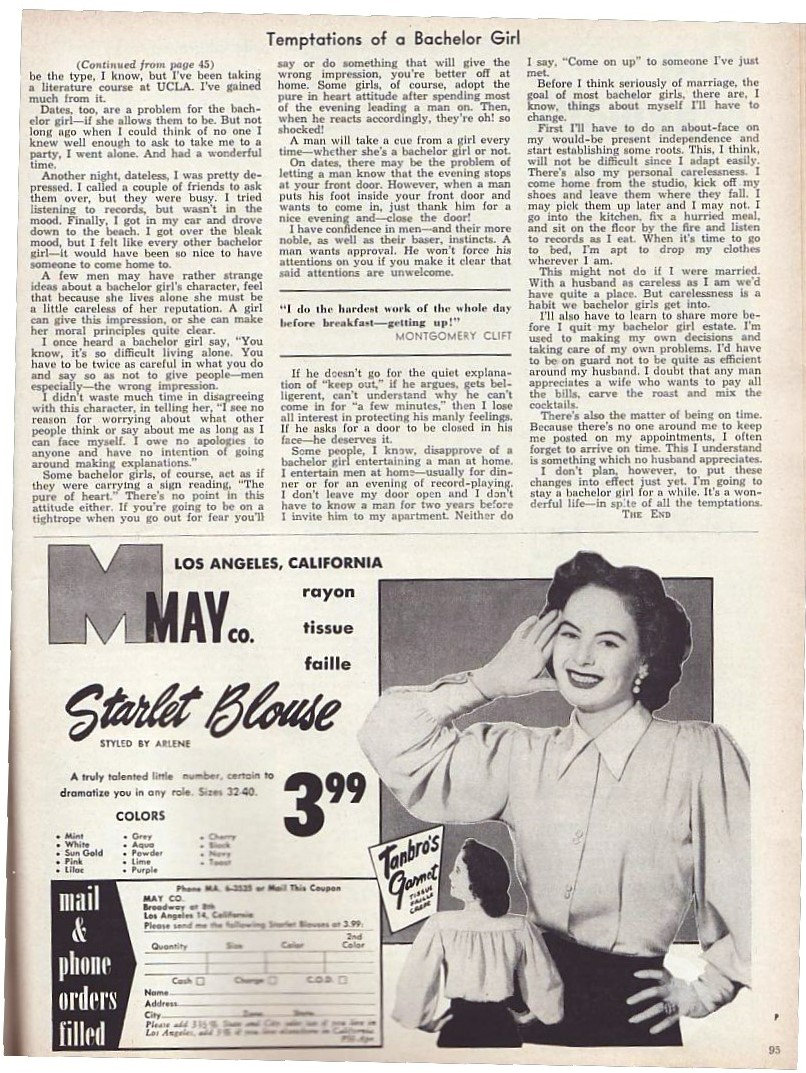 Temptations of a Bachelor Girl
(Continued from page 45)
be the type, I know, but I've been taking
a literature course at UCLA. I've gained
much from it.
Dates, too, are a problem for the bach-
elor girl—if she allows them to be. But not
long ago when I could think of no one I
knew well enough to ask to take me to a
party, I went alone. And had a wonderful
time.
Another night, dateless, I was pretty de-
pressed. I called a couple of friends to ask
them over, but they were busy. I tried
listening to records, but wasn't in the
mood. Finally, I got in my car and drove
down to the beach. I got over the bleak
mood, but I felt like every other bachelor
girl—it would have been so nice to have
someone to come home to.
A few men may have rather strange
ideas about a bachelor girl's character, feel
that because she lives alone she must be
a little careless of her reputation. A girl
can give this impression, or she can make
her moral principles quite clear.
I once heard a bachelor girl say, "You
know, it's so difficult living alone. You
have to be twice as careful in what you do
and say so as not to give people—men
especially—the wrong impression.
I didn't waste much time in disagreeing
with this character, in telling her, "I see no
reason for worrying about what other
people think or say about me as long as I
can face myself. I owe no apologies to
anyone and have no intention of going
around making explanations."
Some bachelor girls, of course, act as if
they were carrying a sign reading, "The
pure of heart." There's no point in this
attitude either. If you're going to be on a
tightrope when you go out for fear you'll
say or do something that will give the
wrong impression, you're better off at
home. Some girls, of course, adopt the
pure in heart attitude after spending most
of the evening leading a man on. Then,
when he reacts accordingly, they're oh! so
shocked!
A man will take a cue from a girl every
time—whether she's a bachelor girl or not.
On dates, there may be the problem of
letting a man know that the evening stops
at your front door. However, when a man
puts his foot inside your front door and
wants to come in, just thank him for a
nice evening and—close the door!
I have confidence in men—and their more
noble, as well as their baser, instincts. A
man wants approval. He won't force his
attentions on you if you make it clear that
said attentions are unwelcome.
"I do the hardest work of the whole day
before breakfast—getting up!"
MONTGOMERY CLIFT
If he doesn't go for the quiet explana-
tion of "keep out," if he argues, gets bel-
ligerent, can't understand why he can't
come in for "a few minutes," then I lose
all interest in protecting his manly feelings.
If he asks for a door to be closed in his
face—he deserves it.
Some people, I know, disapprove of a
bachelor girl entertaining a man at home.
I entertain men at home—usually for din-
ner or for an evening of record-playing.
I don't leave my door open and I don't
have to know a man for two years before
I invite him to my apartment. Neither do
I say, "Come on up" to someone I've just
met.
Before I think seriously of marriage, the
goal of most bachelor girls, there are, I
know, things about myself I'll have to
change.
First I'll have to do an about-face on
my would-be present independence and
start establishing some roots. This, I think,
will not be difficult since I adapt easily.
There's also my personal carelessness. I
come home from the studio, kick off my
shoes and leave them where they fall. I
may pick them up later and I may not. I
go into the kitchen, fix a hurried meal,
and sit on the floor by the fire and listen
to records as I eat. When it's time to go
to bed, I'm apt to drop my clothes
wherever I am.
This might not do if I were married.
With a husband as careless as I am we'd
have quite a place. But carelessness is a
habit we bachelor girls get into.
I'll also have to learn to share more be-
fore I quit my bachelor girl estate. I'm
used to making my own decisions and
taking care of my own problems. I'd have
to be on guard not to be quite as efficient
around my husband. I doubt that any man
appreciates a wife who wants to pay all
the bills, carve the roast and mix the
cocktails.
There's also the matter of being on time.
Because there's no one around me to keep
me posted on my appointments, I often
forget to arrive on time. This I understand
is something which no husband appreciates.
I don't plan, however, to put these
changes into effect just yet. I'm going to
stay a bachelor girl for a while. It's a won-
derful life—in spite of all the temptations.
THE END
LOS ANGELES, CALIFORNIA
M
MAY CO.
rayon
tissue
faille
Starlet Blouse
STYLED BY ARLENE
A truly talented little number, certain to
dramatize you in any role. Sizes 32-40.
3.99
COLORS
• Mint
• White
• Sun Gold
• Pink
• Lilac
• Grey
• Aqua
• Powder
• Lime
• Purple
• Cherry
• Black
• Navy
• Toast
Tanbro's
Garnet
TISSUE
FAILLE
CREPE
mail
&
phone
orders
filled
Phone MA. 6-2525 or Mail This Coupon
MAY CO.
Broadway at 8th
Los Angeles 14, California
Please send me the following Starlet Blouses at 3.99:
Quantity Size Color 2nd Color
Cash Charge C.O.D.
Name
Address
City Zone State
Please add 3½% State and City sales tax if you live in
Los Angeles, add 3% if you live elsewhere in California.
P
95